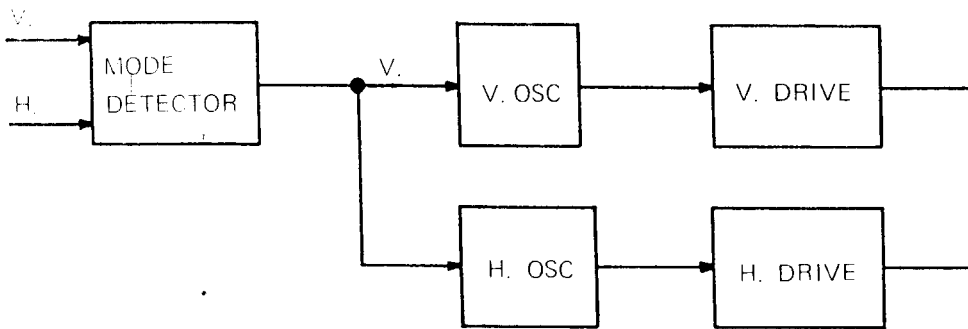 V.
H.
MODE
DETECTOR
V.
V. OSC
V. DRIVE
H. OSC
H. DRIVE